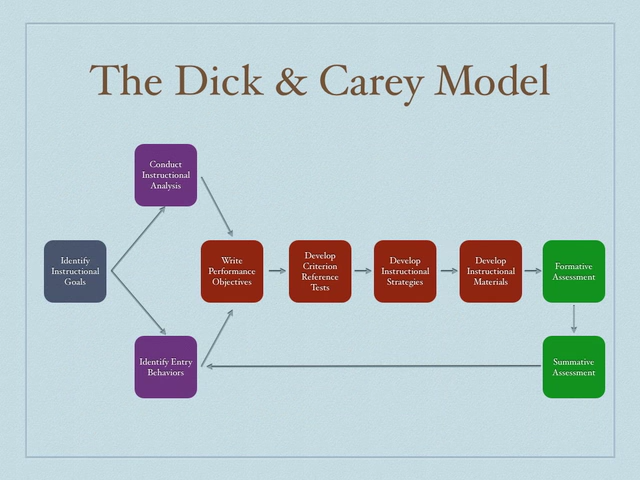 The Dick & Carey Model
Conduct
Instructional
Analysis
Identify
Instructional
Goals
Write
Performance
Objectives
Develop
Criterion
Reference
Tests
Develop
Instructional
Strategies
Develop
Instructional
Materials
Formative
Assessment
Identify Entry
Behaviors
Summative
Assessment